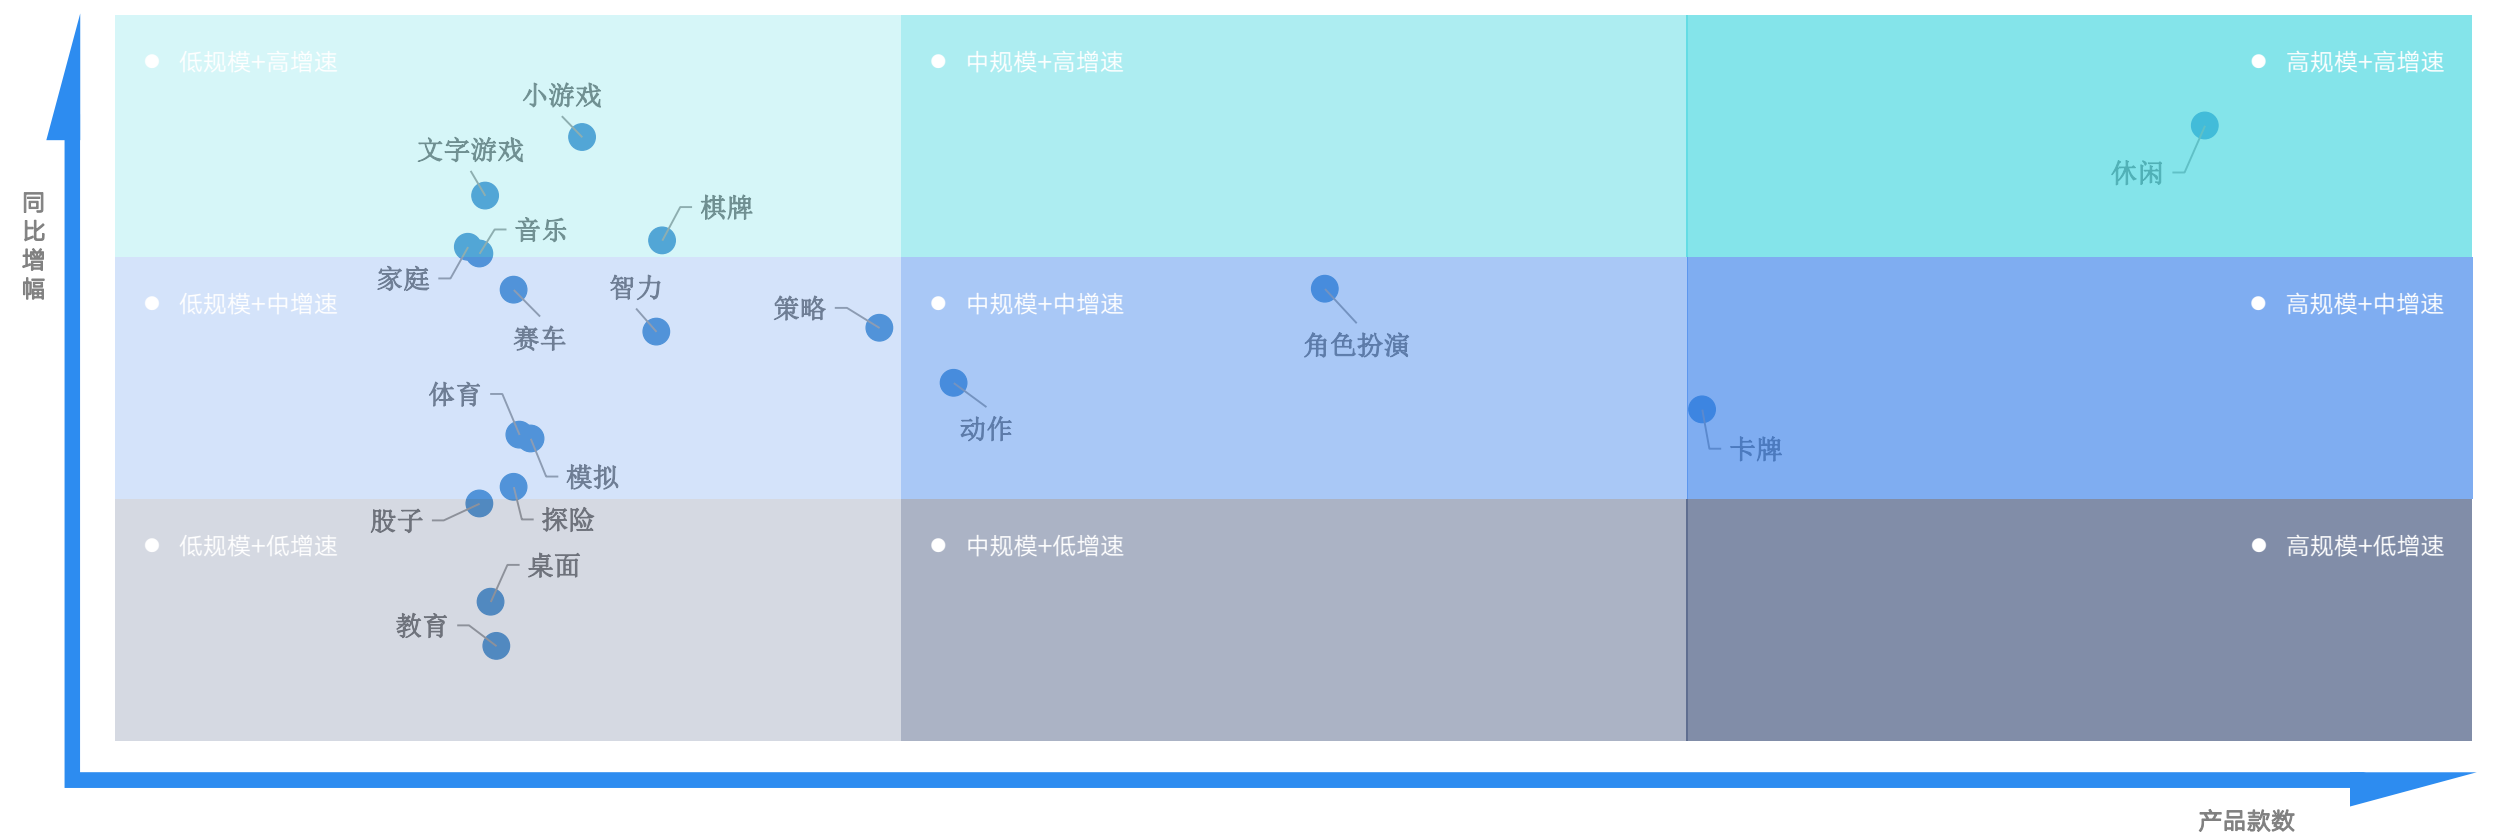 低规模+高增速
中规模+高增速
高规模+高增速
小游戏
文字游戏
休闲
棋牌
音乐
家庭
同比增幅
智力
低规模+中增速
策略
中规模+中增速
高规模+中增速
赛车
角色扮演
体育
动作
卡牌
模拟
股子
探险
低规模+低增速
中规模+低增速
高规模+低增速
桌面
教育
产品款数